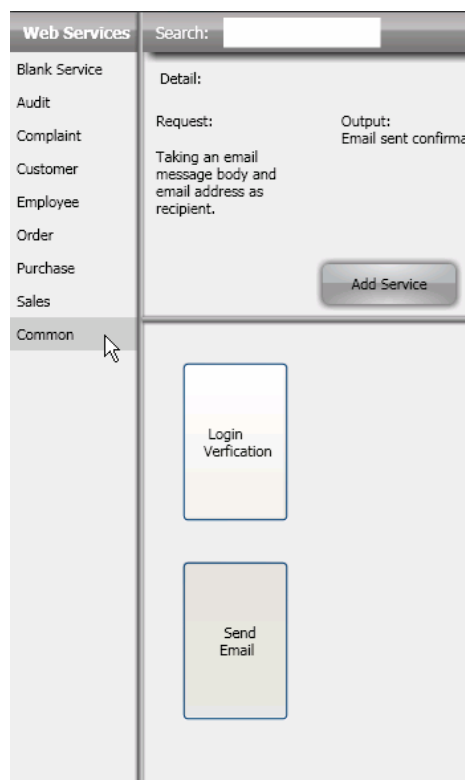 Web Services
Search:
Blank Service
Audit
Complaint
Customer
Employee
Order
Purchase
Sales
Common
Detail:
Request:
Taking an email
message body and
email address as
recipient.
Output:
Email sent confirma
Add Service
Login
Verfication
Send
Email